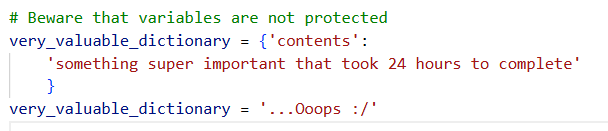 # Beware that variables are not protected
very_valuable_dictionary = {'contents':
    'something super important that took 24 hours to complete'
    }
very_valuable_dictionary = '...Ooops :/'